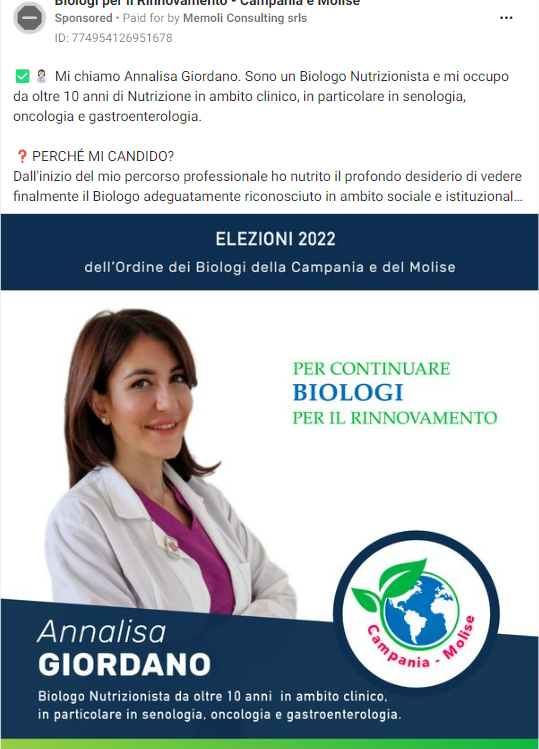 Biologi per il Rinnovamento - Campania e Molise
Sponsored • Paid for by Memoli Consulting srls
ID: 774954126951678
✅ 👩🏻‍⚕️ Mi chiamo Annalisa Giordano. Sono un Biologo Nutrizionista e mi occupo
da oltre 10 anni di Nutrizione in ambito clinico, in particolare in senologia,
oncologia e gastroenterologia.
❓ PERCHÉ MI CANDIDO?
Dall'inizio del mio percorso professionale ho nutrito il profondo desiderio di vedere
finalmente il Biologo adeguatamente riconosciuto in ambito sociale e istituzional...
ELEZIONI 2022
dell'Ordine dei Biologi della Campania e del Molise
PER CONTINUARE
BIOLOGI
PER IL RINNOVAMENTO
Campania - Molise
Annalisa
GIORDANO
Biologo Nutrizionista da oltre 10 anni in ambito clinico,
in particolare in senologia, oncologia e gastroenterologia.